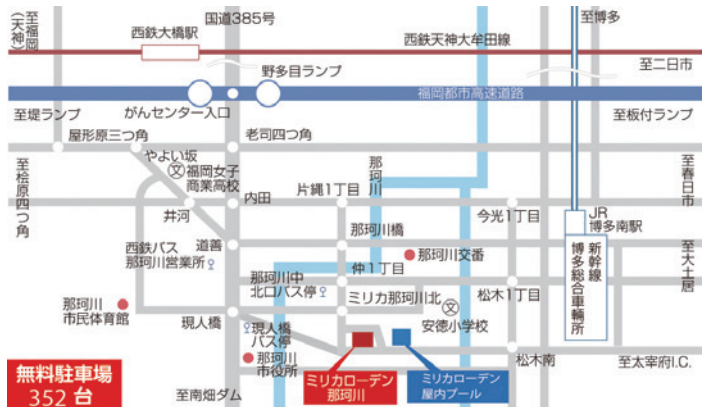 至福岡
（天神）
国道385号
至博多
西鉄大橋駅
西鉄天神大牟田線
野多目ランプ
至二日市
福岡都市高速道路
至堤ランプ
がんセンター入口
至板付ランプ
屋形原三つ角
老司四つ角
やよい坂
文
福岡女子
商業高校
那珂川
至桧原四つ角
至春日市
井河
内田
片縄1丁目
今光1丁目
JR
博多南駅
道善
那珂川橋
西鉄バス
那珂川営業所
那珂川交番
新幹線
博多総合車輌所
至大土居
仲1丁目
那珂川中
北口バス停
那珂川
市民体育館
ミリカ那珂川北
松木1丁目
文
安徳小学校
現人橋
現人橋
バス停
那珂川
市役所
松木南
至太宰府I.C.
無料駐車場
352 台
ミリカローデン
那珂川
ミリカローデン
屋内プール
至南畑ダム